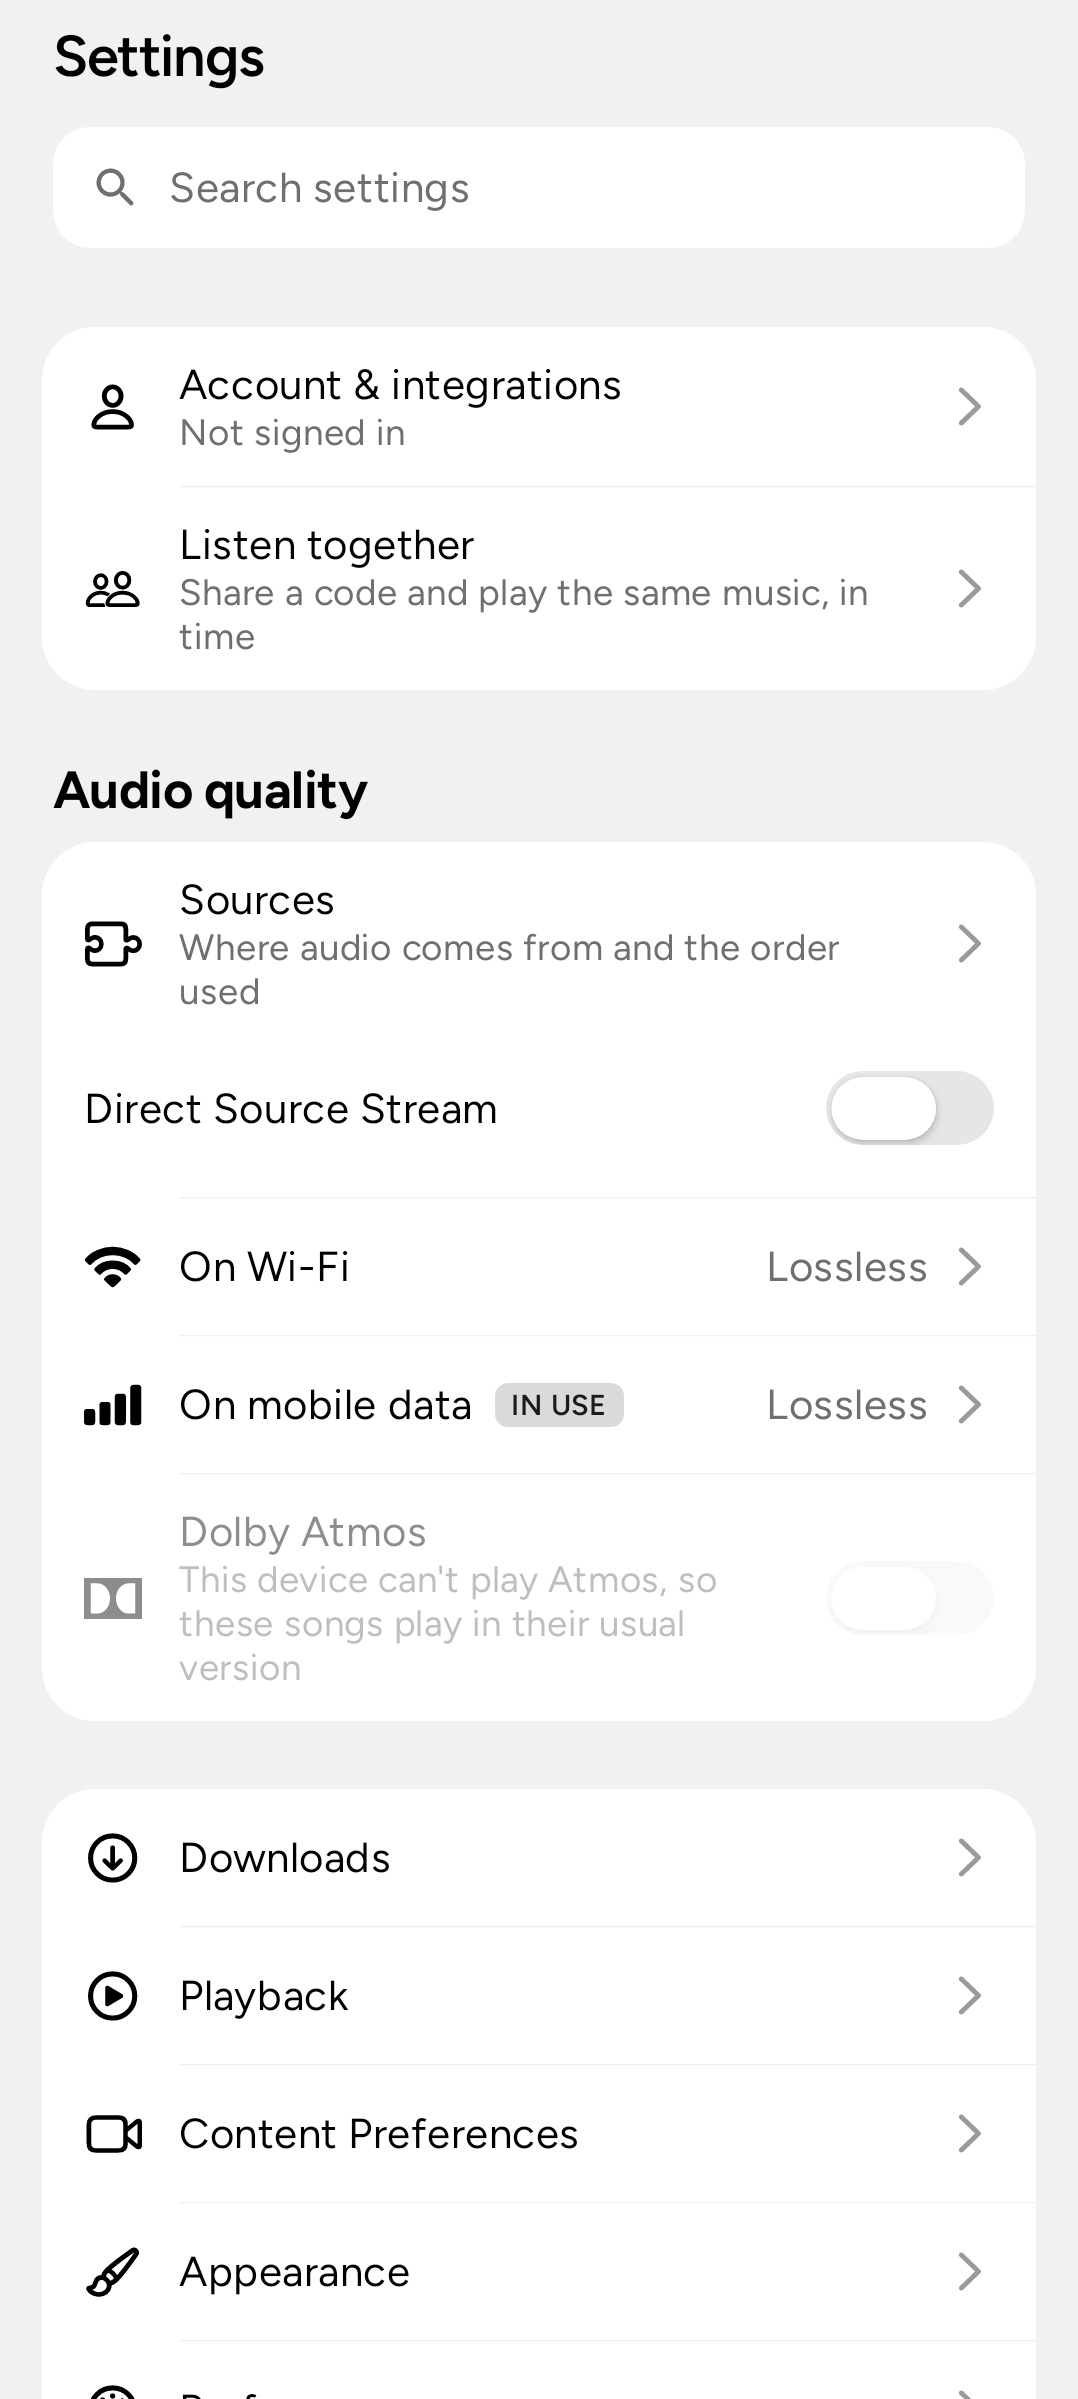 Settings
Search settings
Account & integrations
Not signed in
Listen together
Share a code and play the same music, in
time
Audio quality
Sources
Where audio comes from and the order
used
Direct Source Stream
On Wi-Fi Lossless
On mobile data IN USE Lossless
Dolby Atmos
This device can't play Atmos, so
these songs play in their usual
version
Downloads
Playback
Content Preferences
Appearance